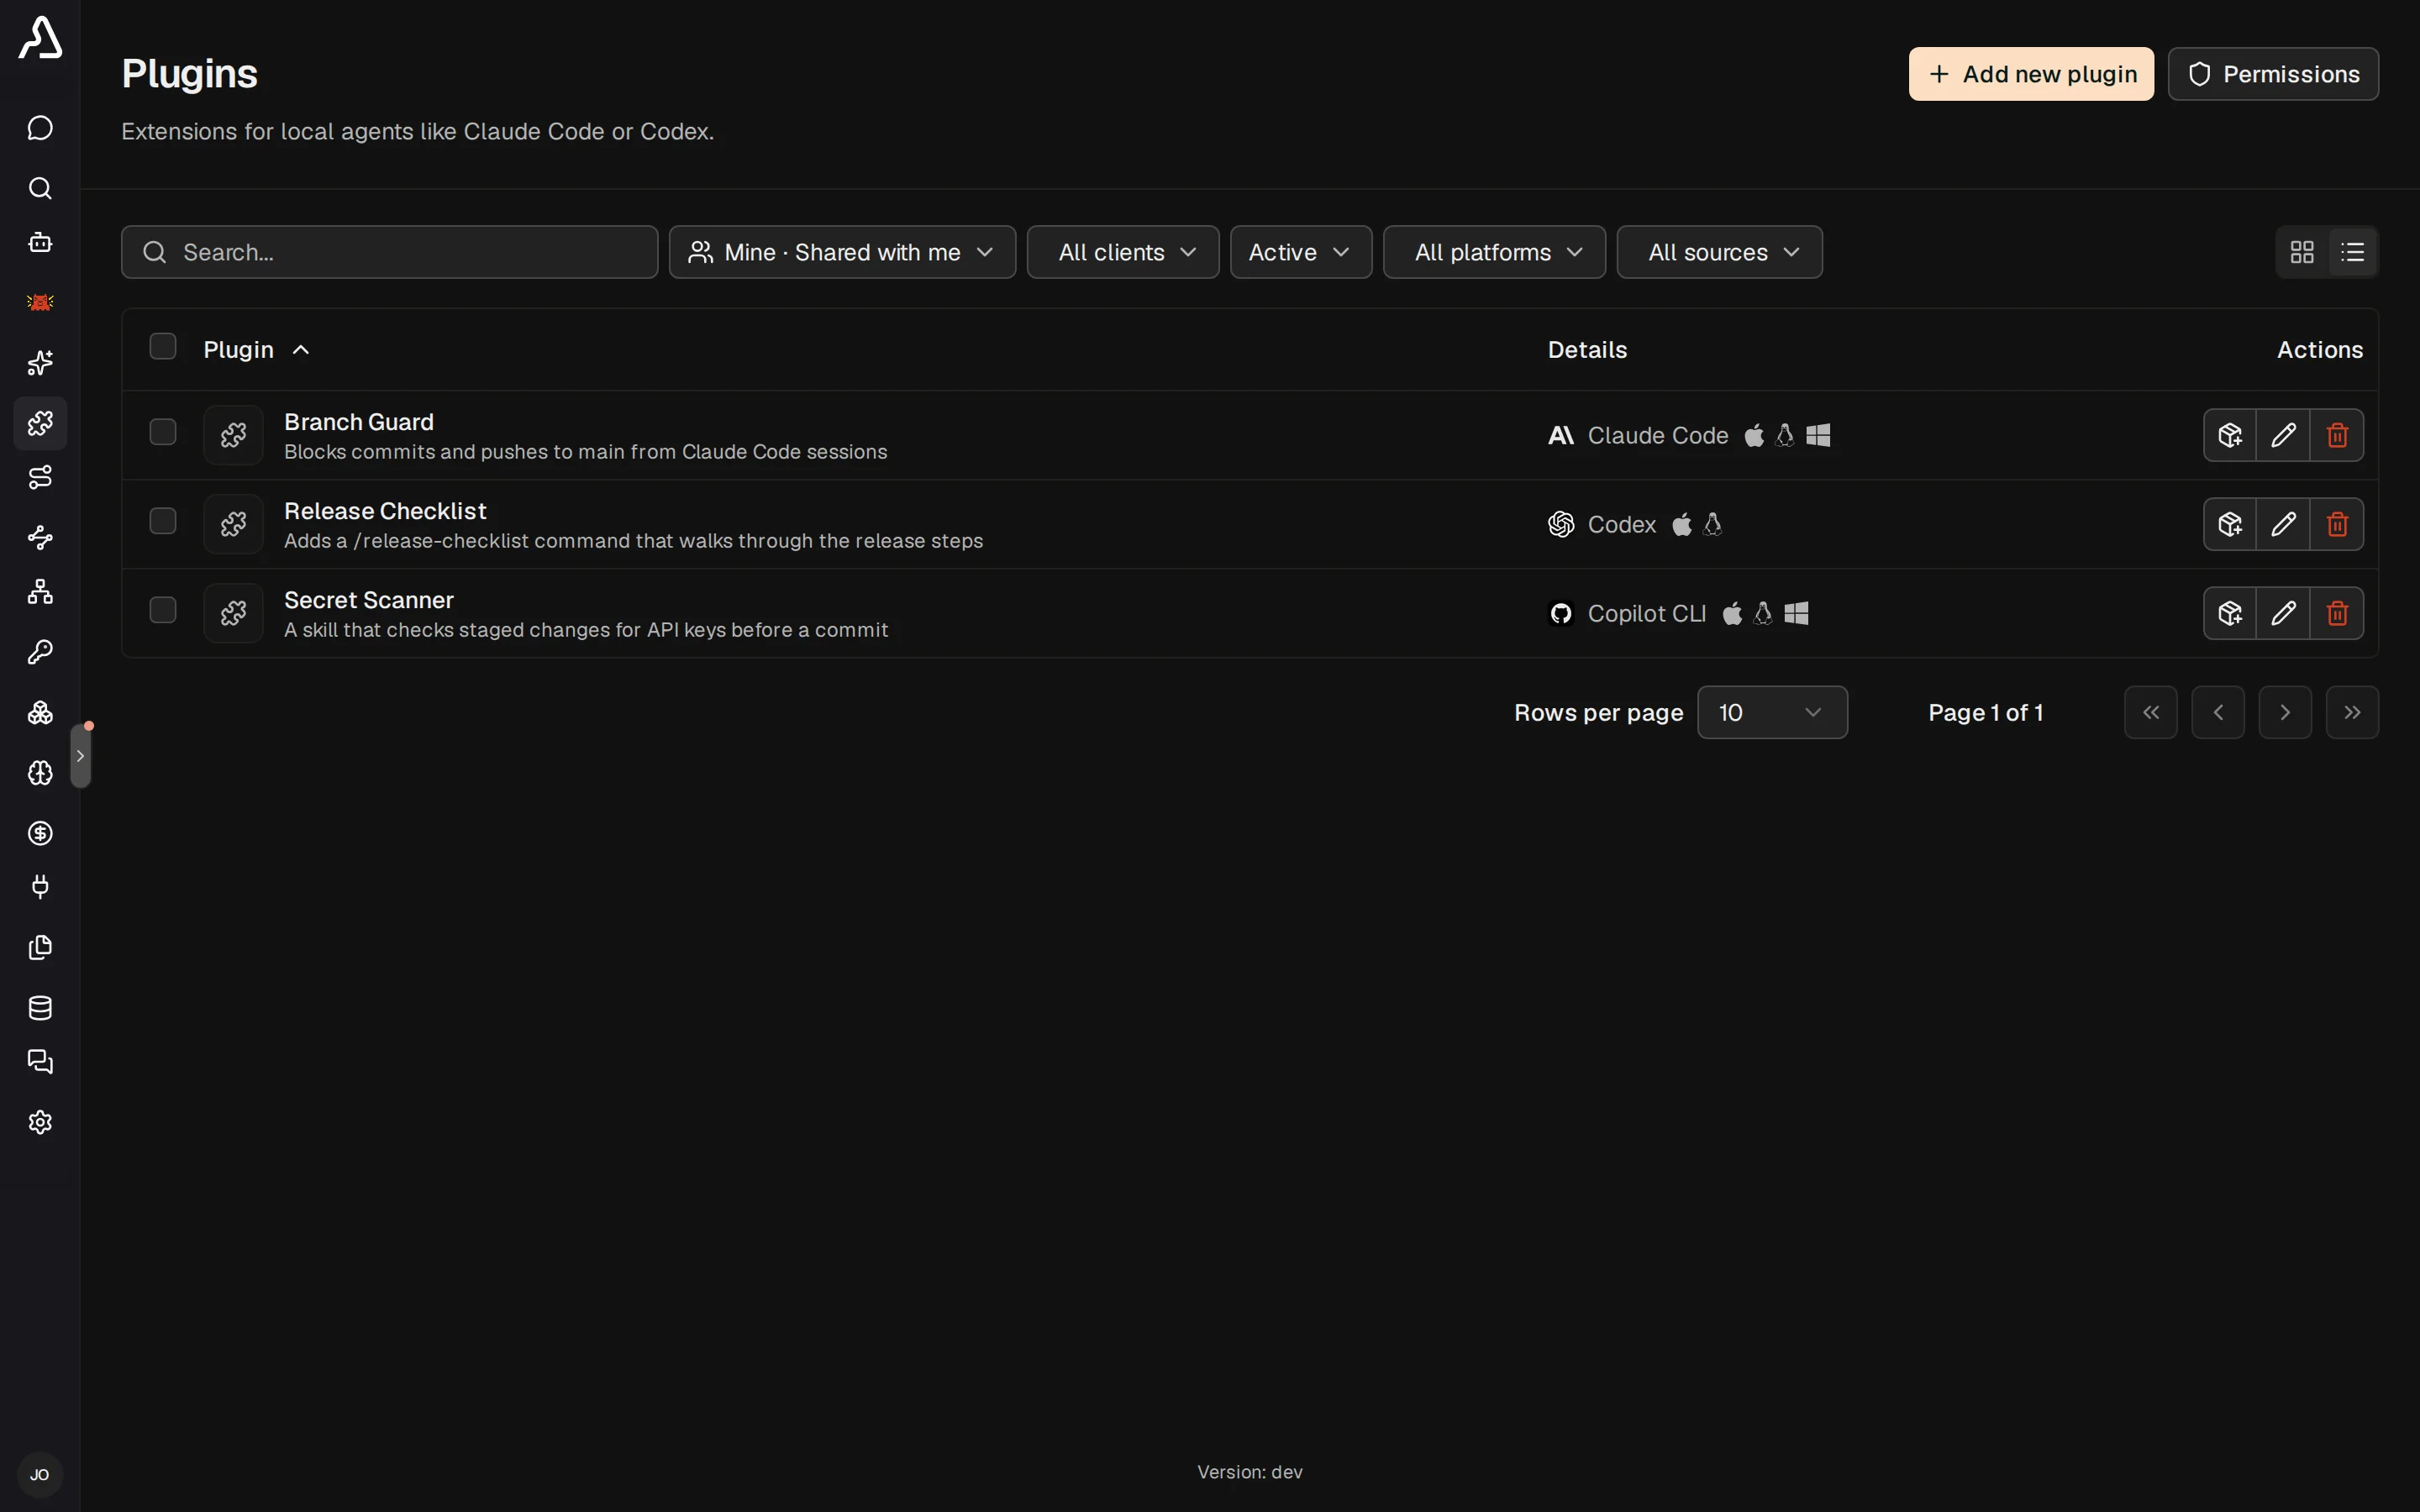 Plugins
Extensions for local agents like Claude Code or Codex.
Add new plugin
Permissions
Search...
Mine · Shared with me
All clients
Active
All platforms
All sources
Plugin
Details
Actions
Branch Guard
Blocks commits and pushes to main from Claude Code sessions
Claude Code
Release Checklist
Adds a /release-checklist command that walks through the release steps
Codex
Secret Scanner
A skill that checks staged changes for API keys before a commit
Copilot CLI
Rows per page
10
Page 1 of 1
JO
Version: dev